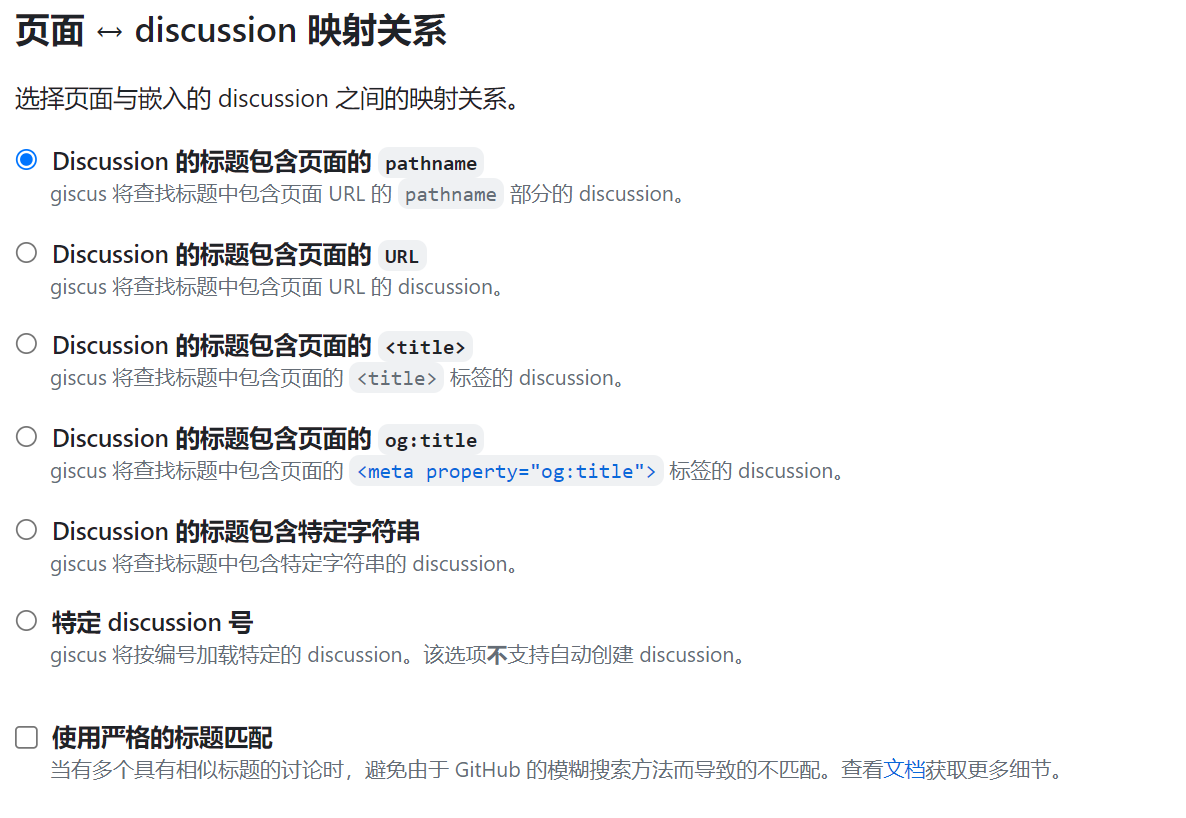 页面 ↔ discussion 映射关系
选择页面与嵌入的 discussion 之间的映射关系。
Discussion 的标题包含页面的 pathname
giscus 将查找标题中包含页面 URL 的 pathname 部分的 discussion。
Discussion 的标题包含页面的 URL
giscus 将查找标题中包含页面 URL 的 discussion。
Discussion 的标题包含页面的 <title>
giscus 将查找标题中包含页面的 <title> 标签的 discussion。
Discussion 的标题包含页面的 og:title
giscus 将查找标题中包含页面的 <meta property="og:title"> 标签的 discussion。
Discussion 的标题包含特定字符串
giscus 将查找标题中包含特定字符串的 discussion。
特定 discussion 号
giscus 将按编号加载特定的 discussion。该选项不支持自动创建 discussion。
使用严格的标题匹配
当有多个具有相似标题的讨论时，避免由于 GitHub 的模糊搜索方法而导致的不匹配。查看文档获取更多细节。